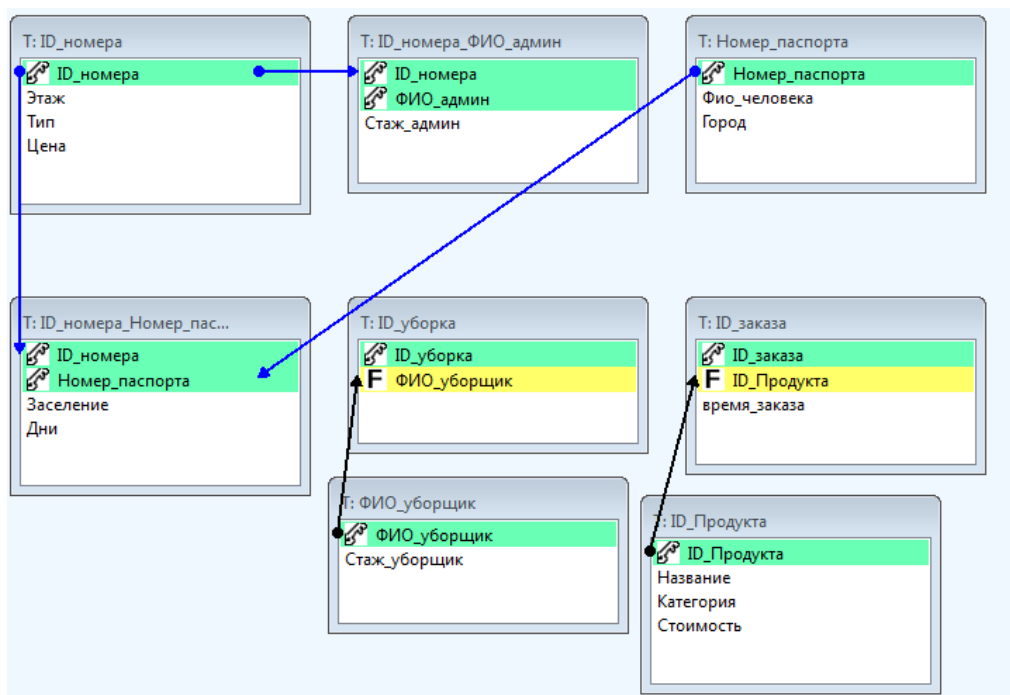 T: ID_номера
ID_номера
Этаж
Тип
Цена
T: ID_номера_ФИО_админ
ID_номера
ФИО_админ
Стаж_админ
T: Номер_паспорта
Номер_паспорта
Фио_человека
Город
T: ID_номера_Номер_пас...
ID_номера
Номер_паспорта
Заселение
Дни
T: ID_уборка
ID_уборка
F ФИО_уборщик
T: ID_заказа
ID_заказа
F ID_Продукта
время_заказа
T: ФИО_уборщик
ФИО_уборщик
Стаж_уборщик
T: ID_Продукта
ID_Продукта
Название
Категория
Стоимость